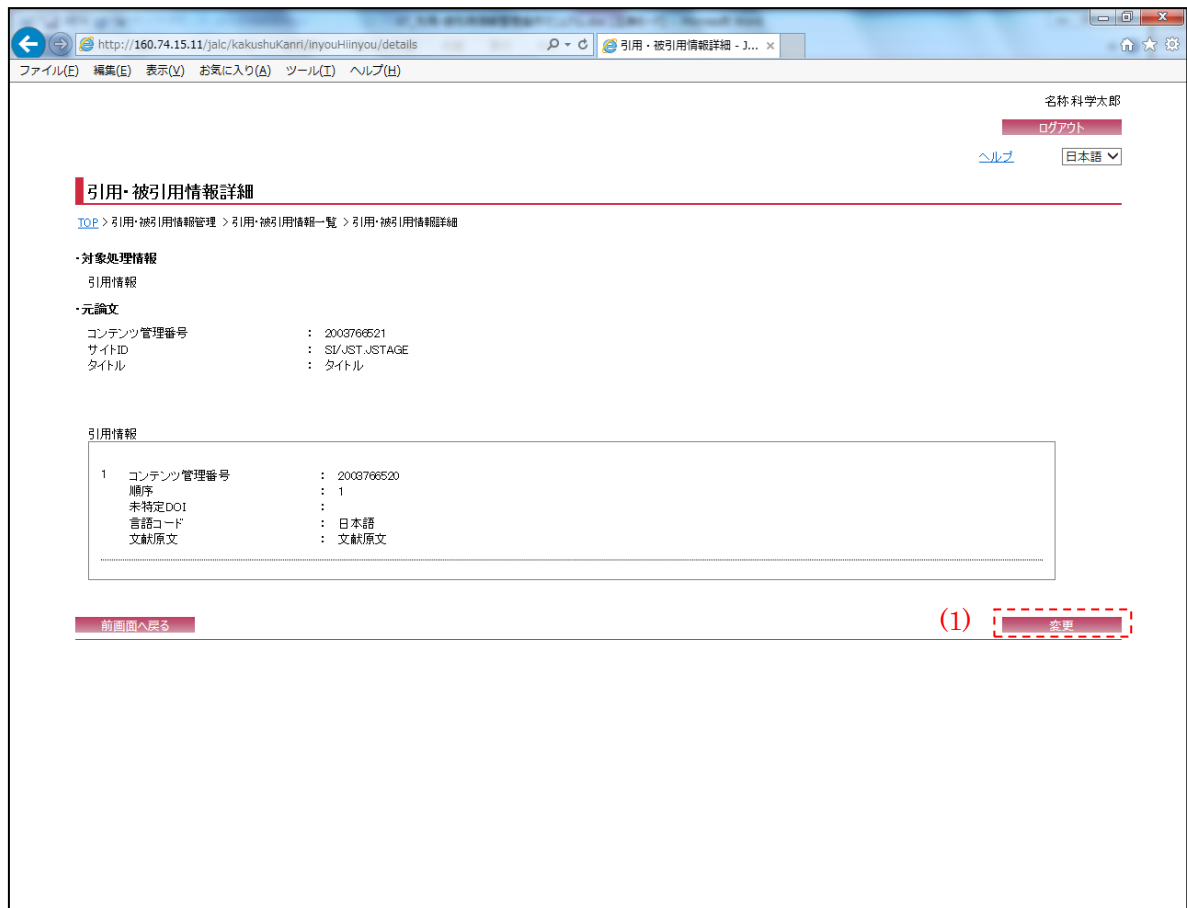 http://160.74.15.11/jalc/kakushuKanri/inyouHiinyou/details
引用・被引用情報詳細 - J...
ファイル(F) 編集(E) 表示(V) お気に入り(A) ツール(T) ヘルプ(H)
名称 科学太郎
ログアウト
ヘルプ 日本語
引用・被引用情報詳細
TOP > 引用・被引用情報管理 > 引用・被引用情報一覧 > 引用・被引用情報詳細
・対象処理情報
引用情報
・元論文
コンテンツ管理番号 : 2003766521
サイトID : SI/JST.JSTAGE
タイトル : タイトル
引用情報
1 コンテンツ管理番号 : 2003766520
順序 : 1
未特定DOI :
言語コード : 日本語
文献原文 : 文献原文
前画面へ戻る (1) 変更